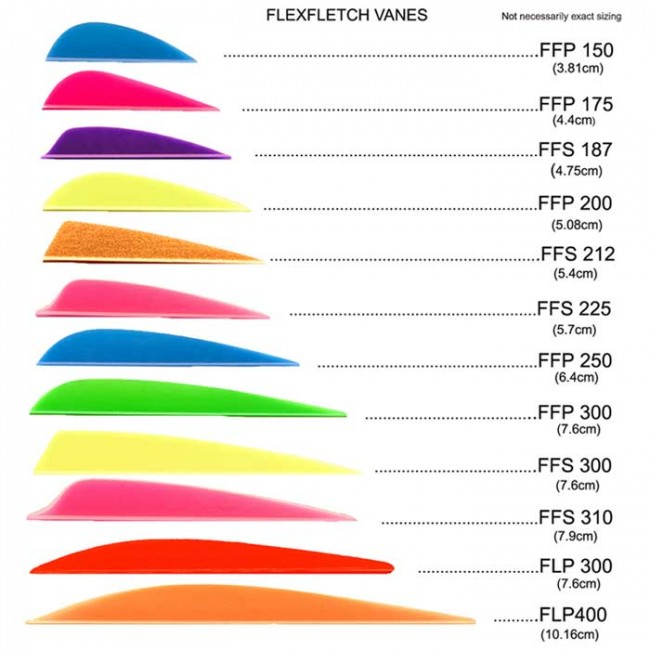 FLEXFLETCH VANES
Not necessarily exact sizing
FFP 150
(3.81cm)
FFP 175
(4.4cm)
FFS 187
(4.75cm)
FFP 200
(5.08cm)
FFS 212
(5.4cm)
FFS 225
(5.7cm)
FFP 250
(6.4cm)
FFP 300
(7.6cm)
FFS 300
(7.6cm)
FFS 310
(7.9cm)
FLP 300
(7.6cm)
FLP400
(10.16cm)